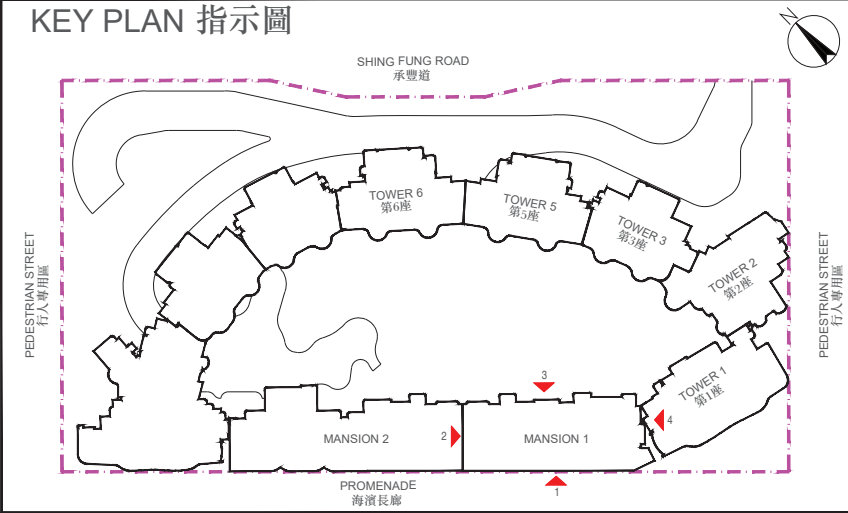 KEY PLAN 指示圖
N
SHING FUNG ROAD
承豐道
TOWER 6
第6座
TOWER 5
第5座
TOWER 3
第3座
TOWER 2
第2座
TOWER 1
第1座
PEDESTRIAN STREET
行人專用區
PEDESTRIAN STREET
行人專用區
3
4
2
MANSION 2
MANSION 1
1
PROMENADE
海濱長廊